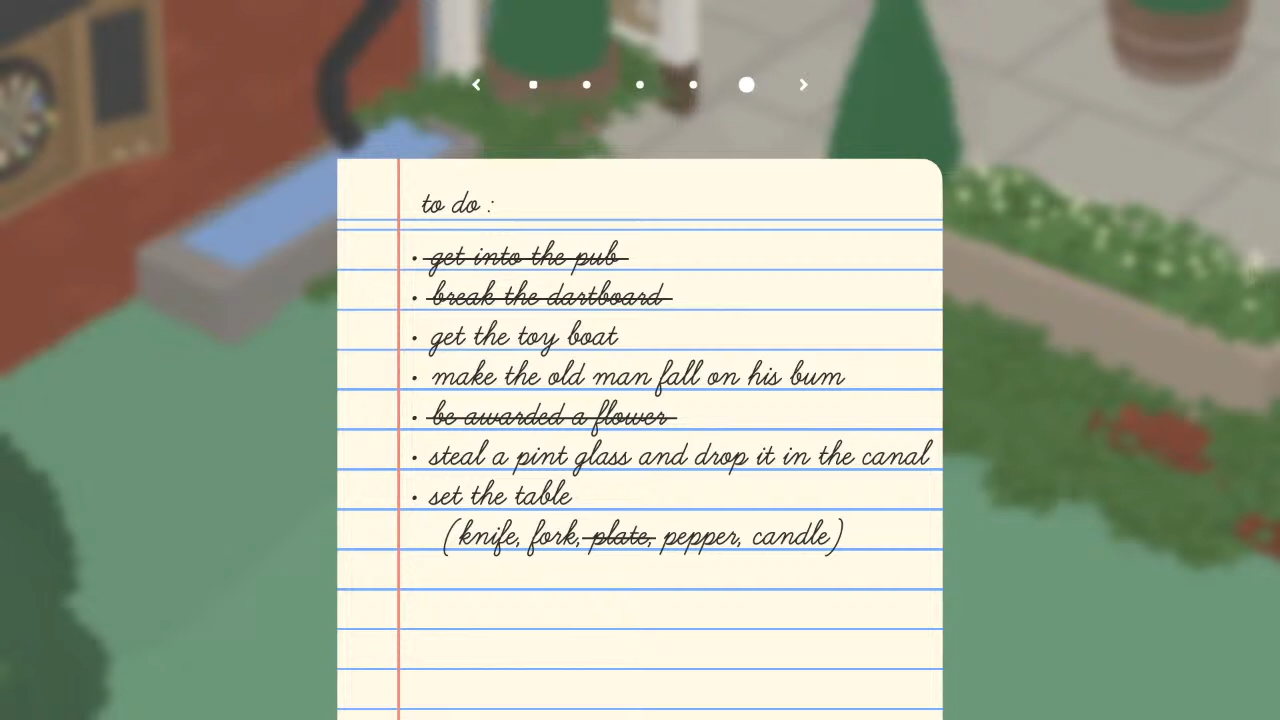 to do :
• get into the pub
• break the dartboard
• get the toy boat
• make the old man fall on his bum
• be awarded a flower
• steal a pint glass and drop it in the canal
• set the table
(knife, fork, plate, pepper, candle)